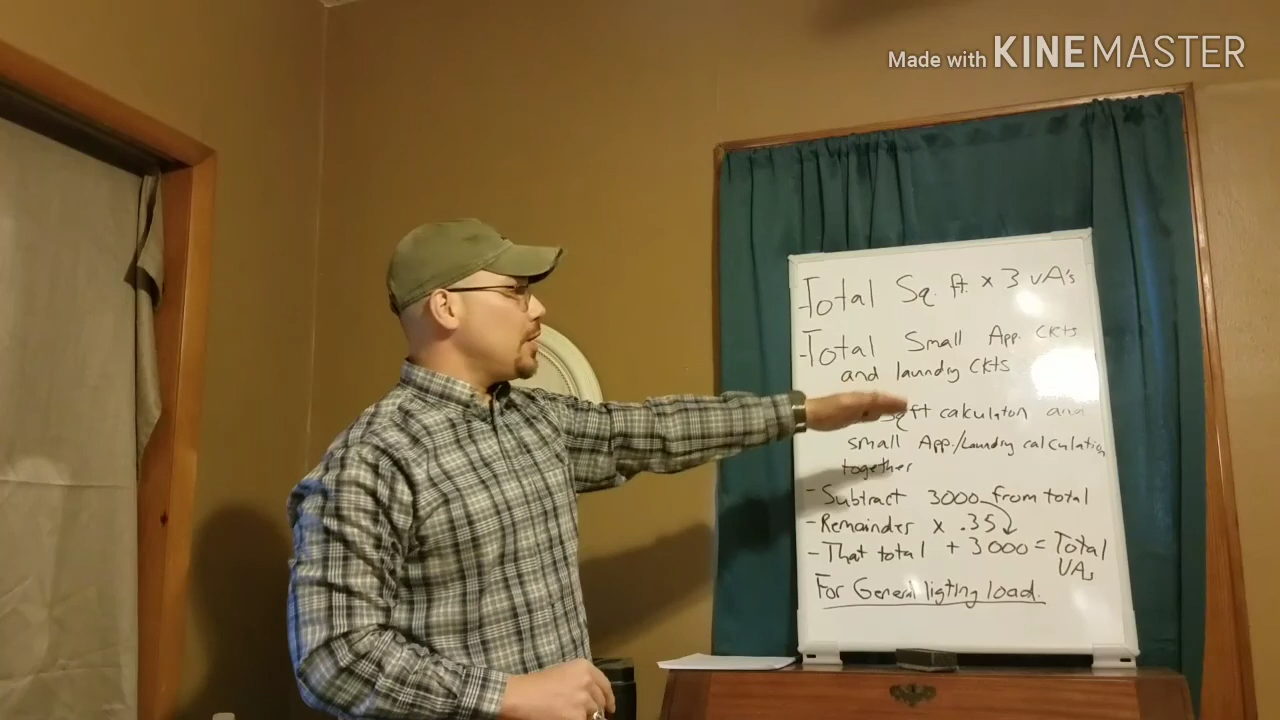 Made with KINEMASTER
-Total Sq. ft. x 3 VA's
-Total Small App. CKts
and laundry CKts
Sqft calculaton and
small App./Laundry calculation
together
- Subtract 3000 from total
- Remainder x .35
- That total + 3000 = Total
VA
For General ligting load.